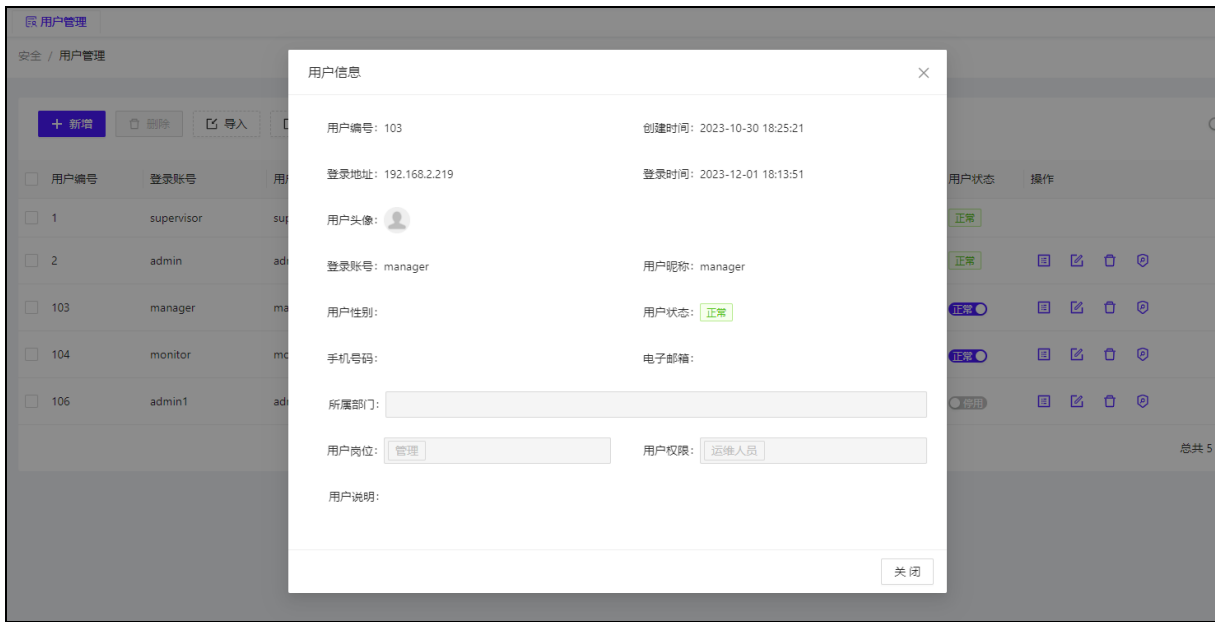 用户管理
安全 / 用户管理
用户信息
新增
删除
导入
用户编号：103
创建时间：2023-10-30 18:25:21
登录地址：192.168.2.219
登录时间：2023-12-01 18:13:51
用户头像：
登录账号：manager
用户昵称：manager
用户性别：
用户状态：正常
手机号码：
电子邮箱：
所属部门：
用户岗位：管理
用户权限：运维人员
用户说明：
关 闭
用户编号 登录账号 用户状态 操作
1 supervisor sup 正常
2 admin 正常
103 manager ma 正常
104 monitor mo 正常
106 admin1 停用
总共 5